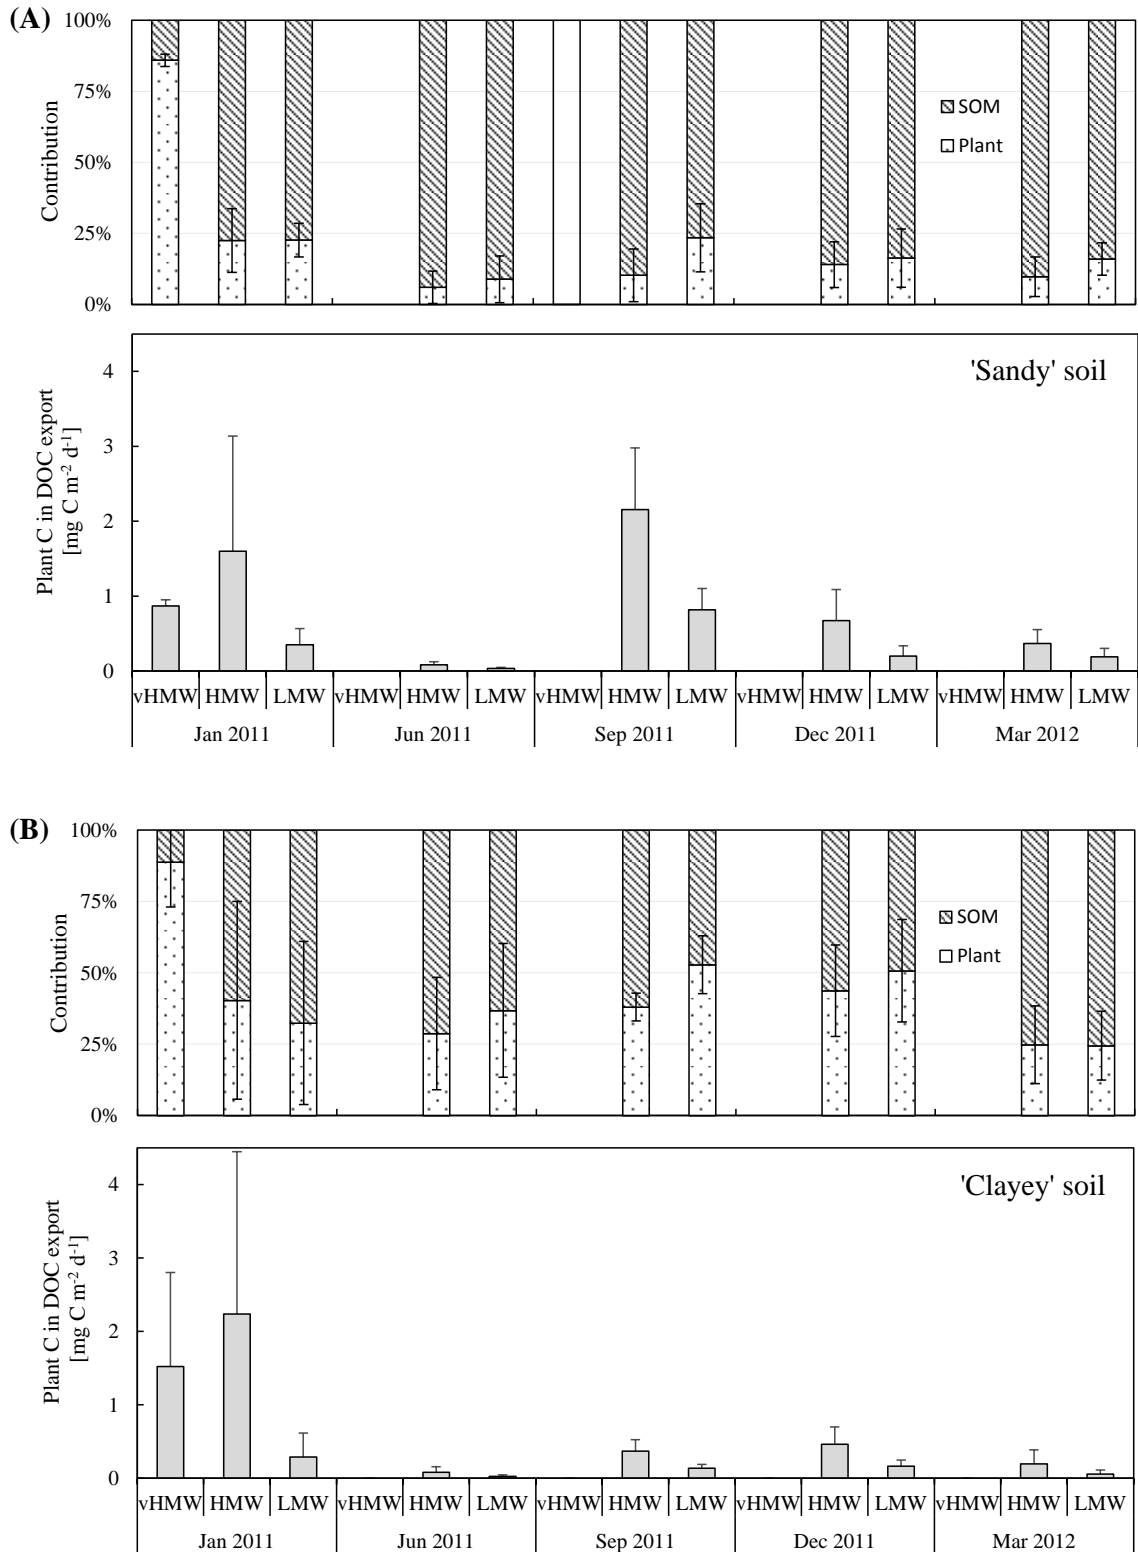 (A)
100%
75%
50%
25%
0%
Contribution
SOM
Plant
'Sandy' soil
Plant C in DOC export
[mg C m-2 d-1]
4
3
2
1
0
vHMW HMW LMW vHMW HMW LMW vHMW HMW LMW vHMW HMW LMW vHMW HMW LMW
Jan 2011 Jun 2011 Sep 2011 Dec 2011 Mar 2012
(B)
100%
75%
50%
25%
0%
Contribution
SOM
Plant
'Clayey' soil
Plant C in DOC export
[mg C m-2 d-1]
4
3
2
1
0
vHMW HMW LMW vHMW HMW LMW vHMW HMW LMW vHMW HMW LMW vHMW HMW LMW
Jan 2011 Jun 2011 Sep 2011 Dec 2011 Mar 2012